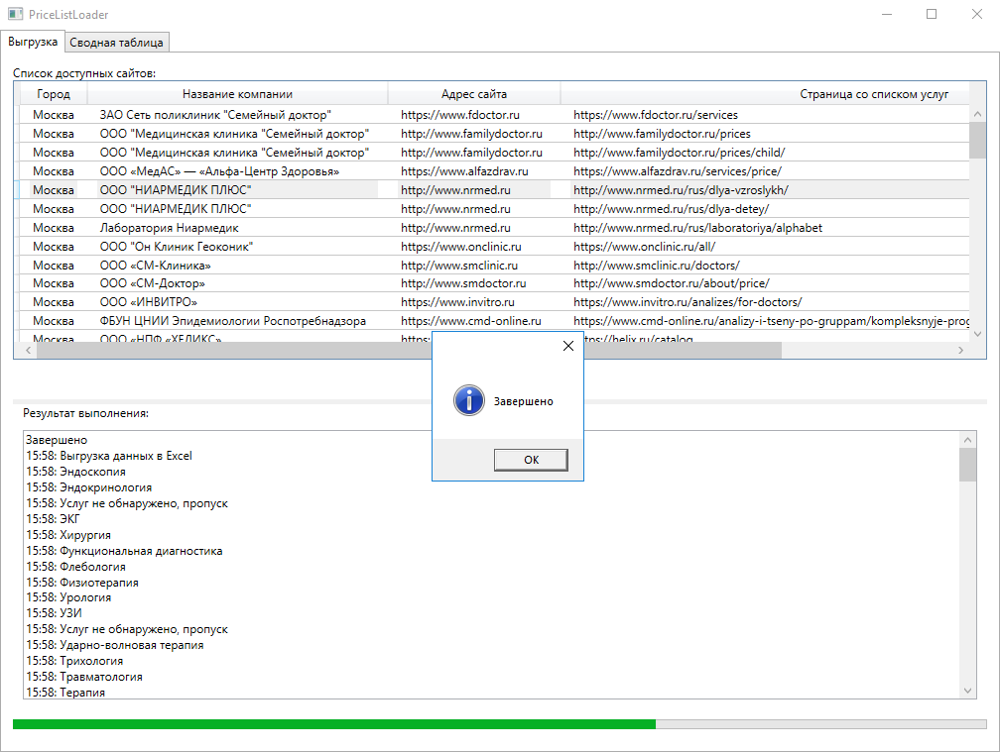 PriceListLoader
Выгрузка Сводная таблица
Список доступных сайтов:
Город Название компании Адрес сайта Страница со списком услуг
Москва ЗАО Сеть поликлиник "Семейный доктор" https://www.fdoctor.ru https://www.fdoctor.ru/services
Москва ООО "Медицинская клиника "Семейный доктор" http://www.familydoctor.ru http://www.familydoctor.ru/prices
Москва ООО "Медицинская клиника "Семейный доктор" http://www.familydoctor.ru http://www.familydoctor.ru/prices/child/
Москва ООО «МедАС» — «Альфа-Центр Здоровья» https://www.alfazdrav.ru https://www.alfazdrav.ru/services/price/
Москва ООО "НИАРМЕДИК ПЛЮС" http://www.nrmed.ru http://www.nrmed.ru/rus/dlya-vzroslykh/
Москва ООО "НИАРМЕДИК ПЛЮС" http://www.nrmed.ru http://www.nrmed.ru/rus/dlya-detey/
Москва Лаборатория Ниармедик http://www.nrmed.ru http://www.nrmed.ru/rus/laboratoriya/alphabet
Москва ООО "Он Клиник Геоконик" https://www.onclinic.ru https://www.onclinic.ru/all/
Москва ООО «СМ-Клиника» http://www.smclinic.ru http://www.smclinic.ru/doctors/
Москва ООО «СМ-Доктор» http://www.smdoctor.ru http://www.smdoctor.ru/about/price/
Москва ООО «ИНВИТРО» https://www.invitro.ru https://www.invitro.ru/analizes/for-doctors/
Москва ФБУН ЦНИИ Эпидемиологии Роспотребнадзора https://www.cmd-online.ru https://www.cmd-online.ru/analizy-i-tseny-po-gruppam/kompleksnyje-prog
Москва ООО «НПФ «ХЕЛИКС» https://helix.ru/catalog
Завершено
OK
Результат выполнения:
Завершено
15:58: Выгрузка данных в Excel
15:58: Эндоскопия
15:58: Эндокринология
15:58: Услуг не обнаружено, пропуск
15:58: ЭКГ
15:58: Хирургия
15:58: Функциональная диагностика
15:58: Флебология
15:58: Физиотерапия
15:58: Урология
15:58: УЗИ
15:58: Услуг не обнаружено, пропуск
15:58: Ударно-волновая терапия
15:58: Трихология
15:58: Травматология
15:58: Терапия